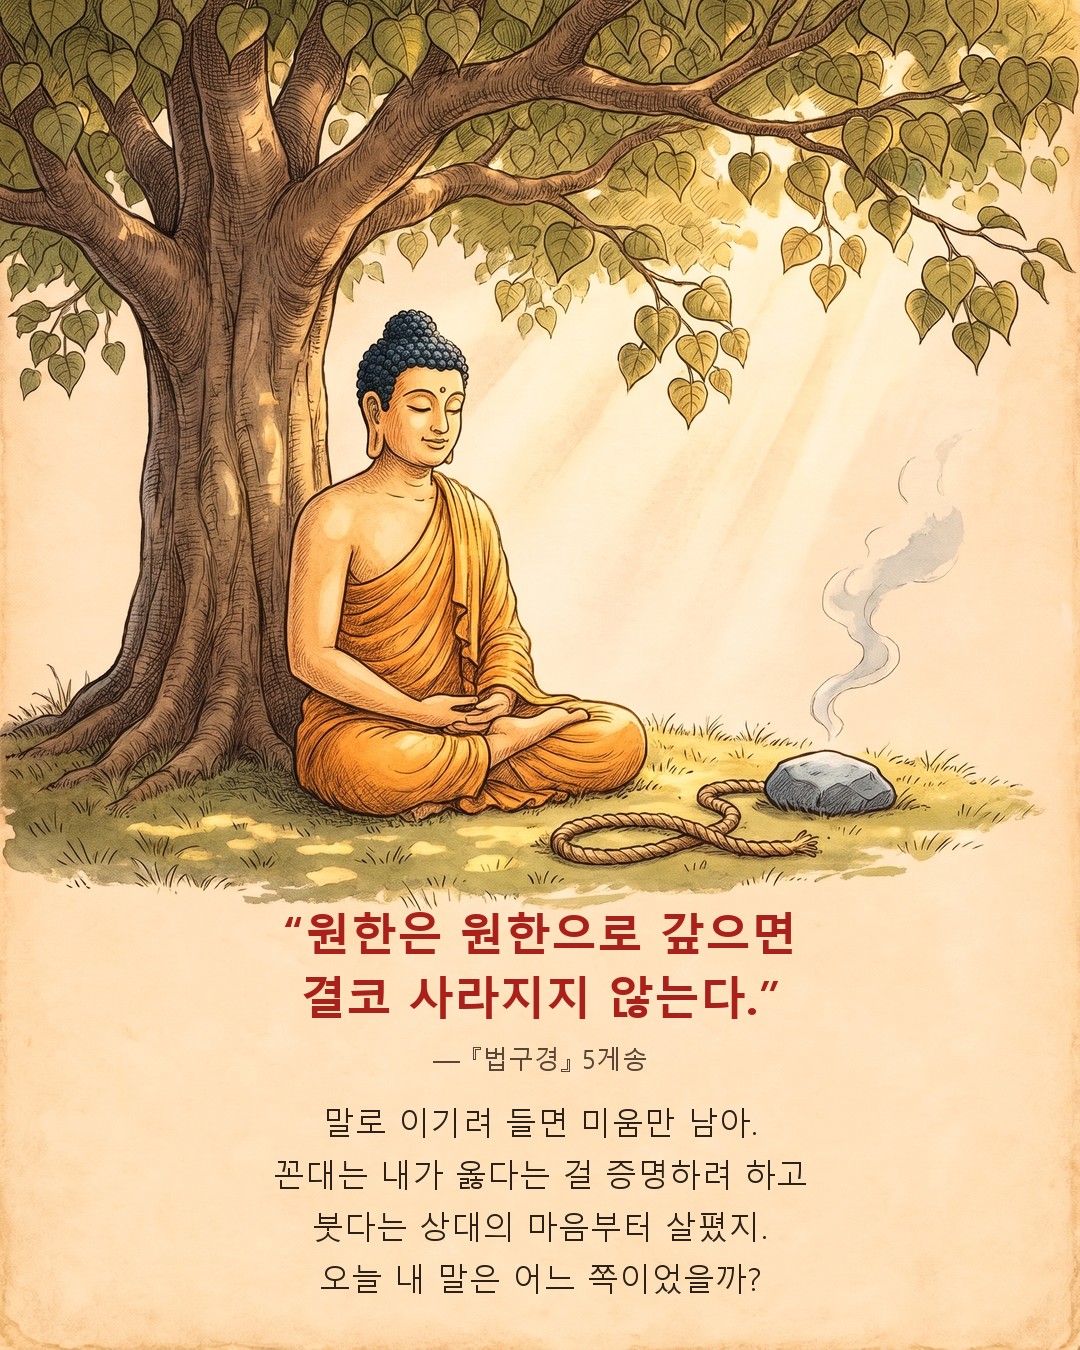 “원한은 원한으로 갚으면
결코 사라지지 않는다.”
— 『법구경』 5게송
말로 이기려 들면 미움만 남아.
꼰대는 내가 옳다는 걸 증명하려 하고
붓다는 상대의 마음부터 살폈지.
오늘 내 말은 어느 쪽이었을까?